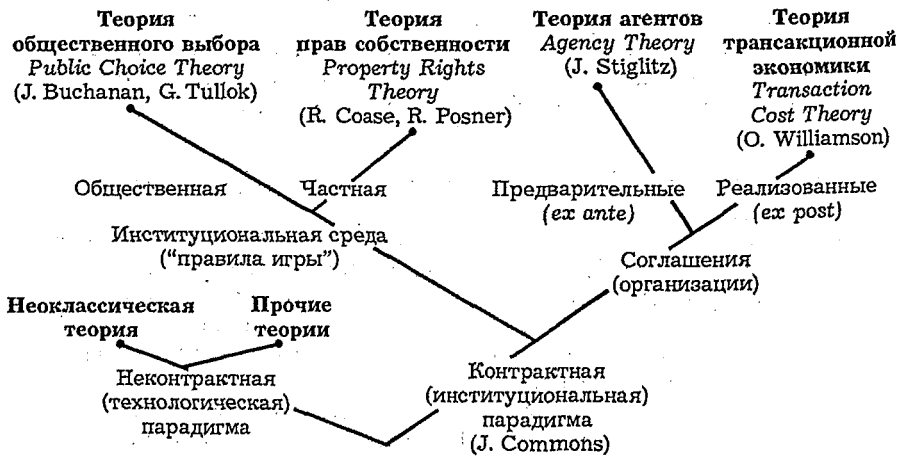 Теория
общественного выбора
Public Choice Theory
(J. Buchanan, G. Tullok)
Теория
прав собственности
Property Rights
Theory
(R. Coase, R. Posner)
Теория агентов
Agency Theory
(J. Stiglitz)
Теория
трансакционной
экономики
Transaction
Cost Theory
(O. Williamson)
Общественная
Частная
Предварительные
(ex ante)
Реализованные
(ex post)
Институциональная среда
(“правила игры”)
Соглашения
(организации)
Неоклассическая
теория
Прочие
теории
Неконтрактная
(технологическая)
парадигма
Контрактная
(институциональная)
парадигма
(J. Commons)